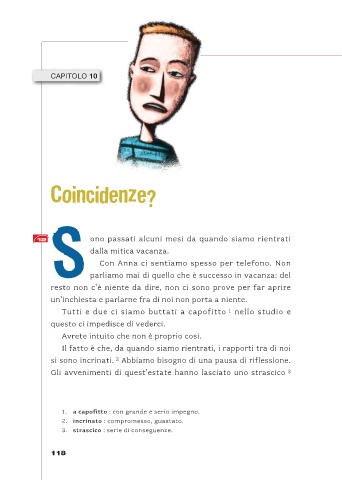 CAPITOLO 10
Coincidenze?
Sono passati alcuni mesi da quando siamo rientrati
dalla mitica vacanza.
Con Anna ci sentiamo spesso per telefono. Non
parliamo mai di quello che è successo in vacanza: del
resto non c'è niente da dire, non ci sono prove per far aprire
un'inchiesta e parlarne fra di noi non porta a niente.
Tutti e due ci siamo buttati a capofitto 1 nello studio e
questo ci impedisce di vederci.
Avrete intuito che non è proprio così.
Il fatto è che, da quando siamo rientrati, i rapporti tra di noi
si sono incrinati. 2 Abbiamo bisogno di una pausa di riflessione.
Gli avvenimenti di quest'estate hanno lasciato uno strascico 3
1. a capofitto : con grande e serio impegno.
2. incrinato : compromesso, guastato.
3. strascico : serie di conseguenze.
118